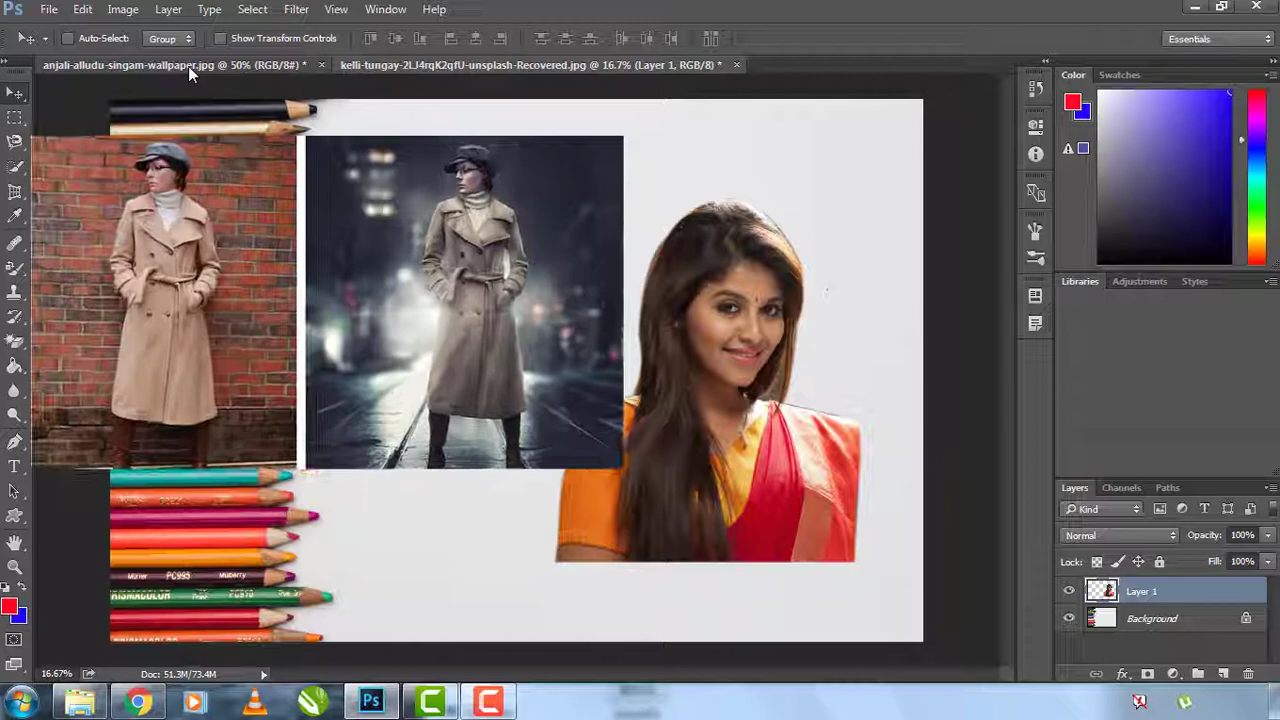 Ps File Edit Image Layer Type Select Filter View Window Help
Auto-Select: Group Show Transform Controls Essentials
anjali-alludu-singam-wallpaper.jpg @ 50% (RGB/8#) * kelli-tungay-2LJ4rqK2qfU-unsplash-Recovered.jpg @ 16.7% (Layer 1, RGB/8) *
Color Swatches
Libraries Adjustments Styles
Layers Channels Paths
Kind
Normal Opacity: 100%
Lock: Fill: 100%
Layer 1
Background
PC995 Mulberry
PRISMACOLOR
16.67% Doc: 51.3M/73.4M
Ps